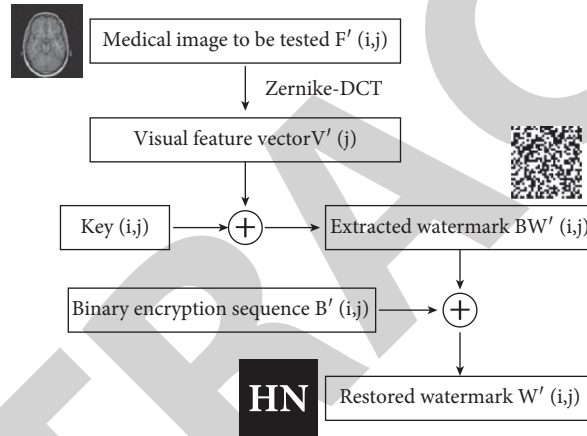 Medical image to be tested F′ (i,j)
Zernike-DCT
Visual feature vectorV′ (j)
Key (i,j)
Extracted watermark BW′ (i,j)
Binary encryption sequence B′ (i,j)
HN
Restored watermark W′ (i,j)